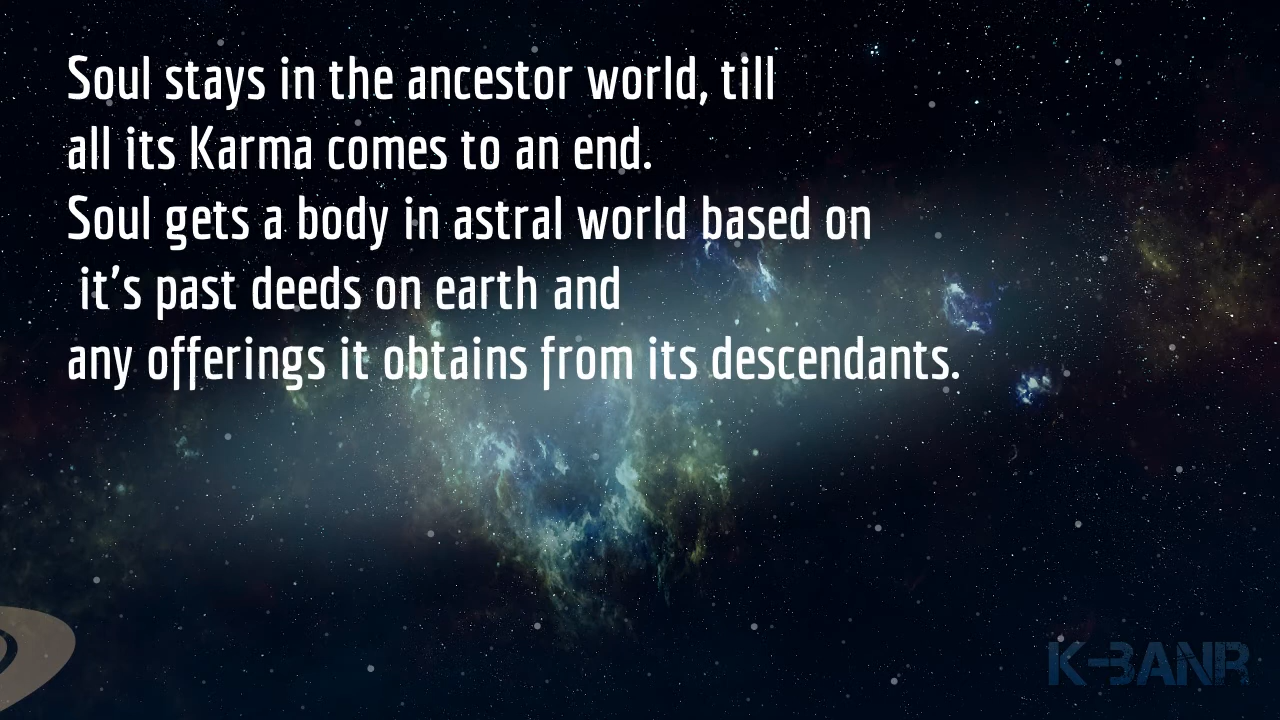 Soul stays in the ancestor world, till
all its Karma comes to an end.
Soul gets a body in astral world based on
it's past deeds on earth and
any offerings it obtains from its descendants.
K-BANR